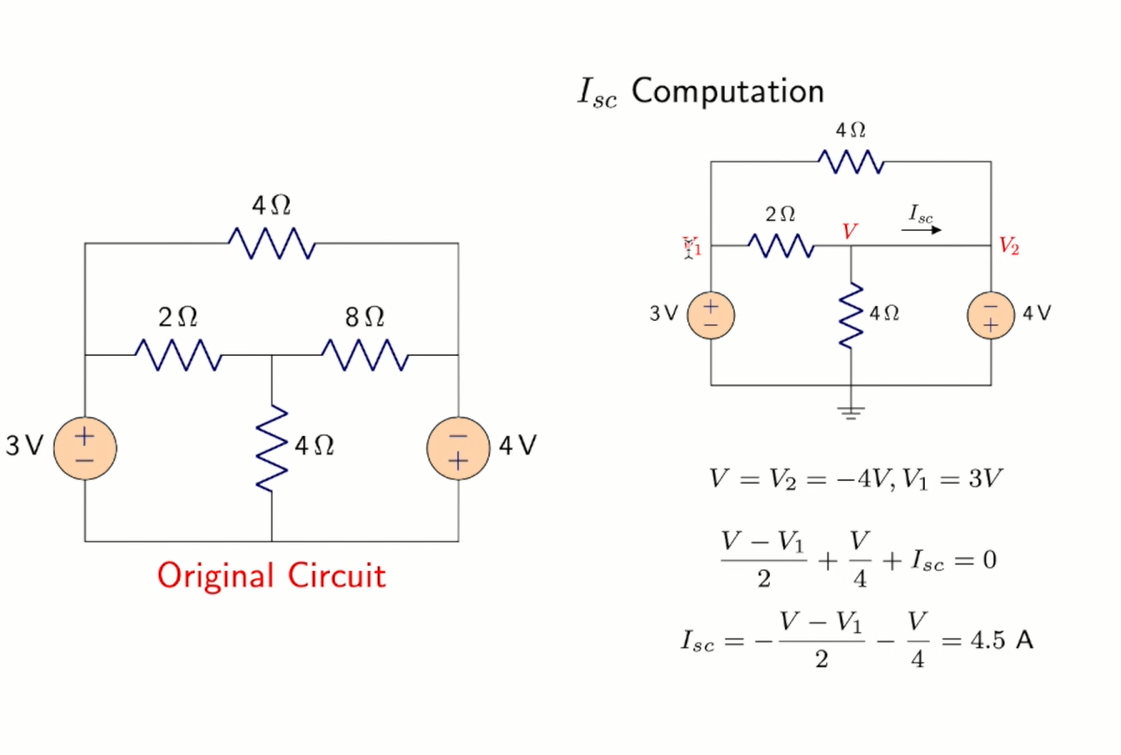 I_sc Computation
4Ω
2Ω
V
I_sc
V_1
V_2
3V
+
−
4Ω
−
+
4V
4Ω
2Ω
8Ω
3V
+
−
4Ω
−
+
4V
Original Circuit
V = V_2 = −4V, V_1 = 3V
(V − V_1)/2 + V/4 + I_sc = 0
I_sc = −(V − V_1)/2 − V/4 = 4.5 A